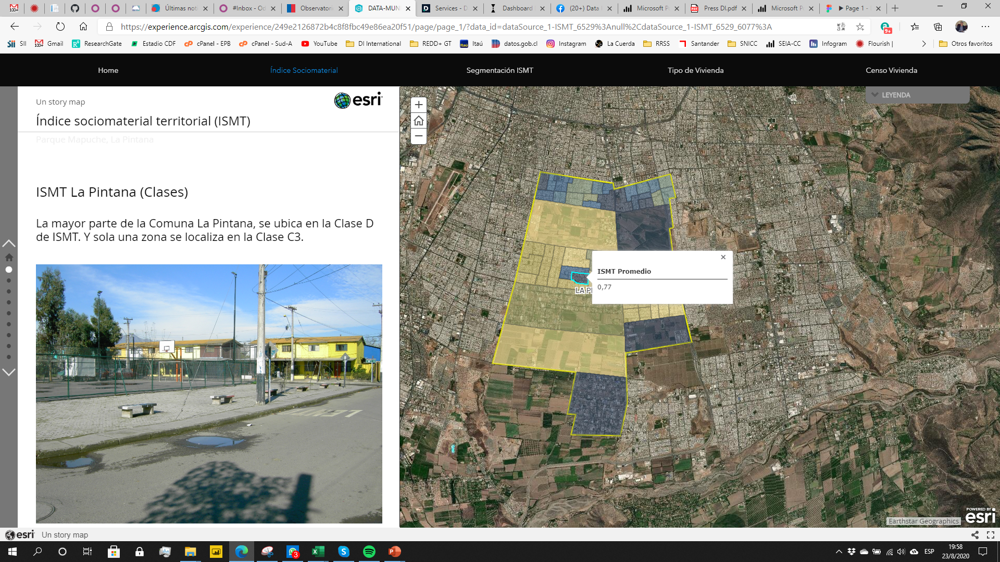 Últimas not
#Inbox - Od
Observatori
DATA-MUN
Services - D
Dashboard
(20+) Data
Microsoft P
Press DI.pdf
Microsoft P
Page 1 -
https://experience.arcgis.com/experience/249e2126872b4c8f8fbc49e86ea20f51/page/page_1/?data_id=dataSource_1-ISMT_6529%3Anull%2CdataSource_1-ISMT_6529_6077%3A
9+
SII
Gmail
ResearchGate
Estadio CDF
cPanel - EPB
cPanel - Sud-A
YouTube
DI International
REDD+ GT
Itaú
datos.gob.cl
Instagram
La Cuerda
RRSS
Santander
SNICC
SEIA-CC
Infogram
Flourish |
Otros favoritos
Home
Índice Sociomaterial
Segmentación ISMT
Tipo de Vivienda
Censo Vivienda
Un story map
esri
Índice sociomaterial territorial (ISMT)
Parque Mapuche, La Pintana
ISMT La Pintana (Clases)
La mayor parte de la Comuna La Pintana, se ubica en la Clase D
de ISMT. Y sola una zona se localiza en la Clase C3.
LEYENDA
ISMT Promedio
0,77
LA PI
POWERED BY
esri
Earthstar Geographics
esri
Un story map
3
ESP
19:58
23/8/2020